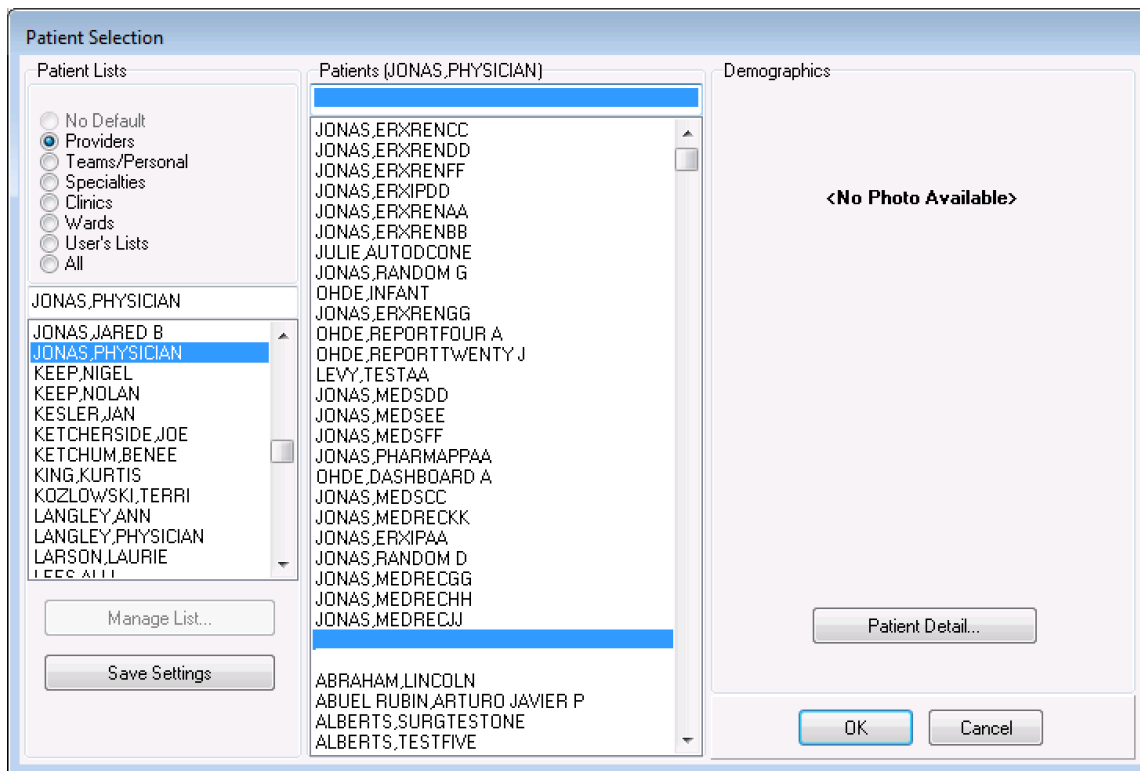 Patient Selection
Patient Lists
No Default
Providers
Teams/Personal
Specialties
Clinics
Wards
User's Lists
All
JONAS,PHYSICIAN
JONAS,JARED B
JONAS,PHYSICIAN
KEEP,NIGEL
KEEP,NOLAN
KESLER,JAN
KETCHERSIDE,JOE
KETCHUM,BENEE
KING,KURTIS
KOZLOWSKI,TERRI
LANGLEY,ANN
LANGLEY,PHYSICIAN
LARSON,LAURIE
Manage List...
Save Settings
Patients (JONAS,PHYSICIAN)
JONAS,ERXRENCC
JONAS,ERXRENDD
JONAS,ERXRENFF
JONAS,ERXIPDD
JONAS,ERXRENAA
JONAS,ERXRENBB
JULIE,AUTODCONE
JONAS,RANDOM G
OHDE,INFANT
JONAS,ERXRENGG
OHDE,REPORTFOUR A
OHDE,REPORTTWENTY J
LEVY,TESTAA
JONAS,MEDSDD
JONAS,MEDSEE
JONAS,MEDSFF
JONAS,PHARMAPPAA
OHDE,DASHBOARD A
JONAS,MEDSCC
JONAS,MEDRECKK
JONAS,ERXIPAA
JONAS,RANDOM D
JONAS,MEDRECGG
JONAS,MEDRECHH
JONAS,MEDRECJJ
ABRAHAM,LINCOLN
ABUEL RUBIN,ARTURO JAVIER P
ALBERTS,SURGTESTONE
ALBERTS,TESTFIVE
Demographics
<No Photo Available>
Patient Detail...
OK
Cancel